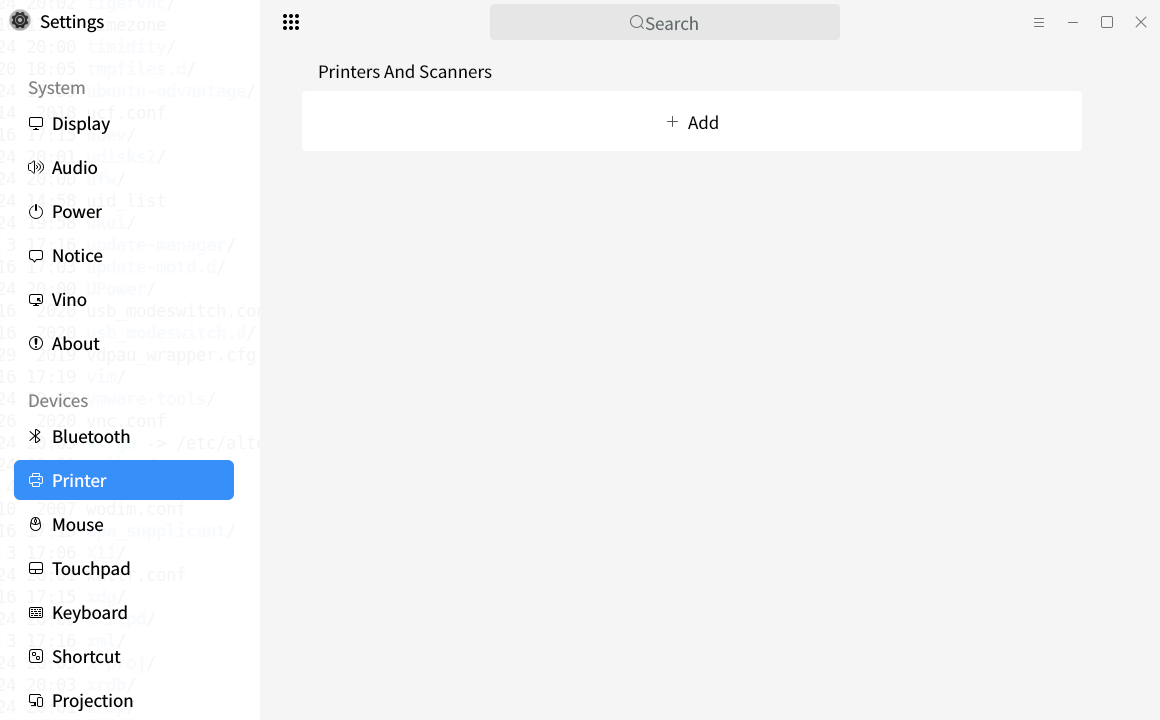 Settings
Search
Printers And Scanners
Add
System
Display
Audio
Power
Notice
Vino
About
Devices
Bluetooth
Printer
Mouse
Touchpad
Keyboard
Shortcut
Projection